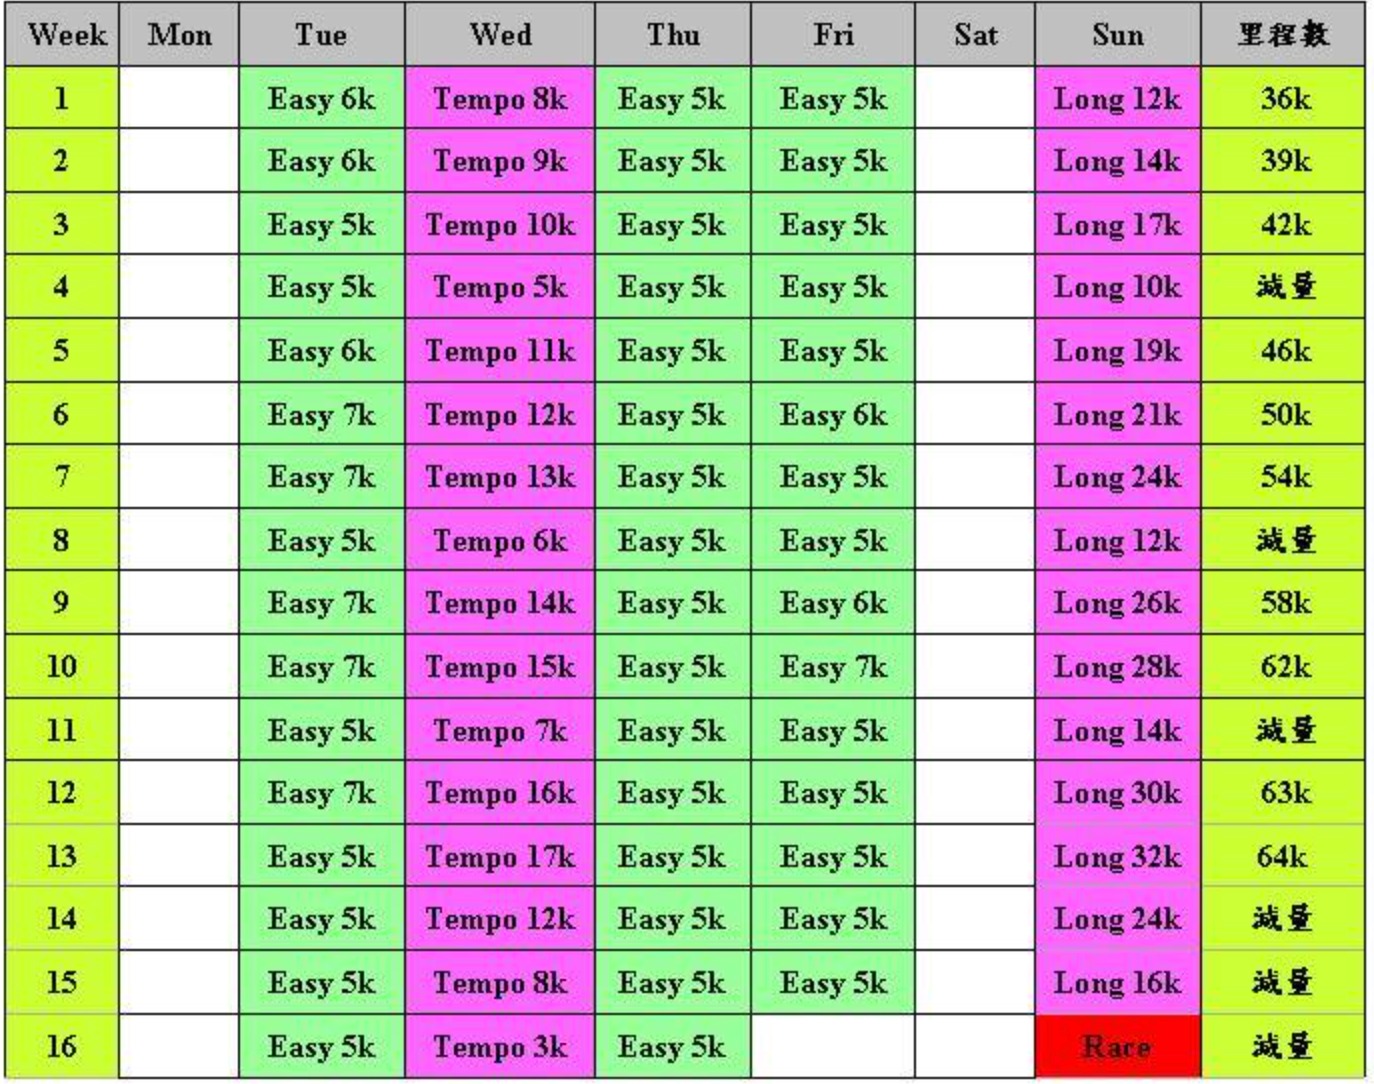 Week Mon Tue Wed Thu Fri Sat Sun 里程數
1 Easy 6k Tempo 8k Easy 5k Easy 5k Long 12k 36k
2 Easy 6k Tempo 9k Easy 5k Easy 5k Long 14k 39k
3 Easy 5k Tempo 10k Easy 5k Easy 5k Long 17k 42k
4 Easy 5k Tempo 5k Easy 5k Easy 5k Long 10k 減量
5 Easy 6k Tempo 11k Easy 5k Easy 5k Long 19k 46k
6 Easy 7k Tempo 12k Easy 5k Easy 6k Long 21k 50k
7 Easy 7k Tempo 13k Easy 5k Easy 5k Long 24k 54k
8 Easy 5k Tempo 6k Easy 5k Easy 5k Long 12k 減量
9 Easy 7k Tempo 14k Easy 5k Easy 6k Long 26k 58k
10 Easy 7k Tempo 15k Easy 5k Easy 7k Long 28k 62k
11 Easy 5k Tempo 7k Easy 5k Easy 5k Long 14k 減量
12 Easy 7k Tempo 16k Easy 5k Easy 5k Long 30k 63k
13 Easy 5k Tempo 17k Easy 5k Easy 5k Long 32k 64k
14 Easy 5k Tempo 12k Easy 5k Easy 5k Long 24k 減量
15 Easy 5k Tempo 8k Easy 5k Easy 5k Long 16k 減量
16 Easy 5k Tempo 3k Easy 5k Race 減量